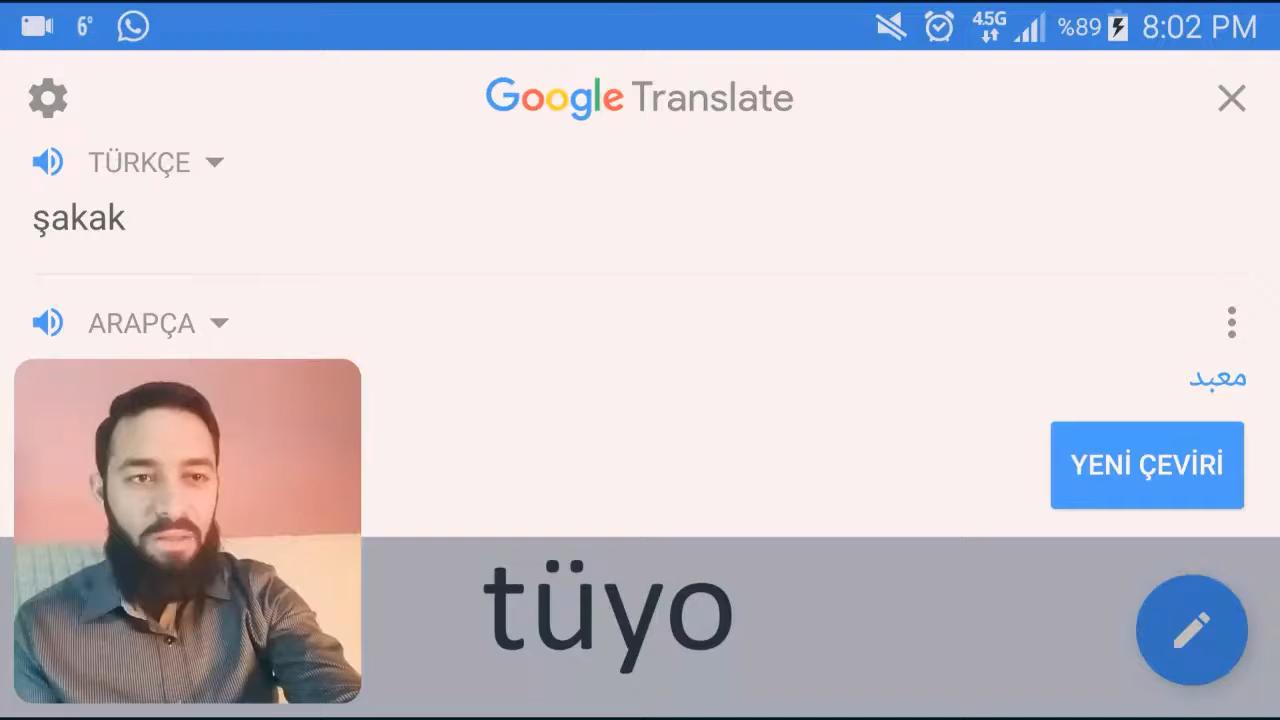 6° 4.5G %89 8:02 PM
Google Translate
TÜRKÇE
şakak
ARAPÇA
معبد
YENİ ÇEVİRİ
tüyo